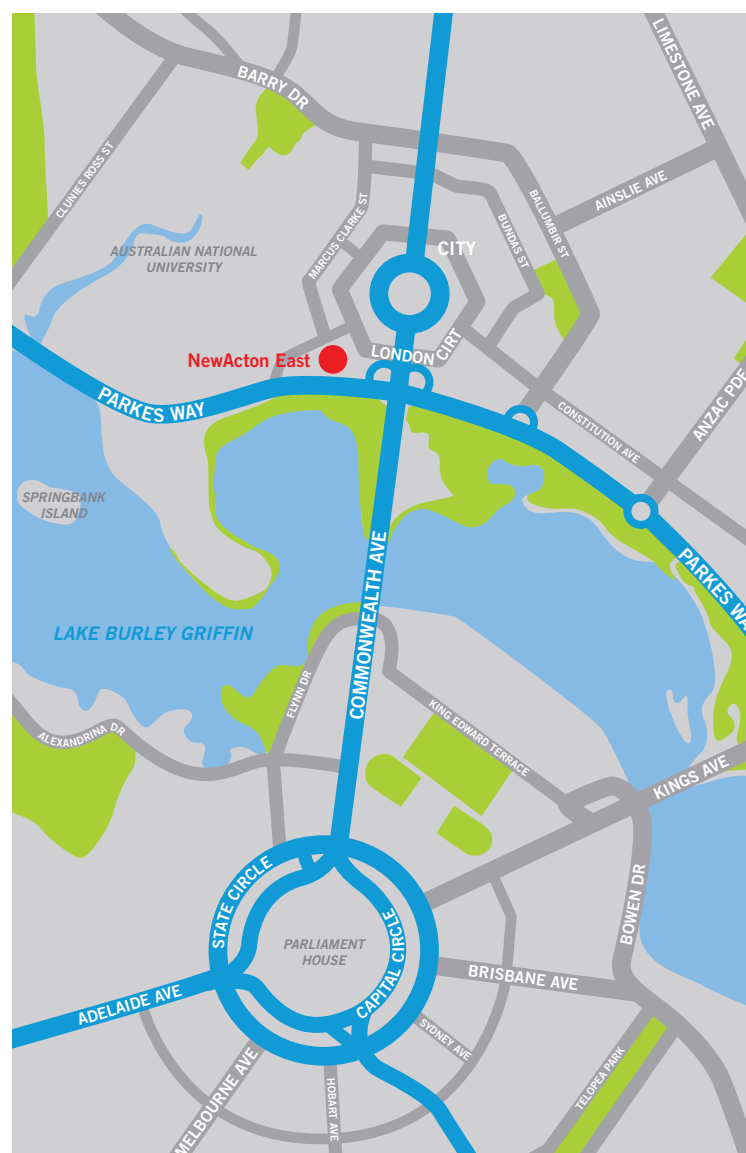 BARRY DR
LIMESTONE AVE
CLUNIES ROSS ST
AINSLIE AVE
BALLUMBIR ST
BUNDAS ST
MARCUS CLARKE ST
AUSTRALIAN NATIONAL
UNIVERSITY
CITY
LONDON CIRT
NewActon East
PARKES WAY
ANZAC PDE
CONSTITUTION AVE
SPRINGBANK
ISLAND
PARKES WAY
COMMONWEALTH AVE
LAKE BURLEY GRIFFIN
FLYNN DR
KING EDWARD TERRACE
ALEXANDRINA DR
KINGS AVE
STATE CIRCLE
PARLIAMENT
HOUSE
CAPITAL CIRCLE
BOWEN DR
BRISBANE AVE
ADELAIDE AVE
SYDNEY AVE
MELBOURNE AVE
HOBART AVE
TELOPEA PARK